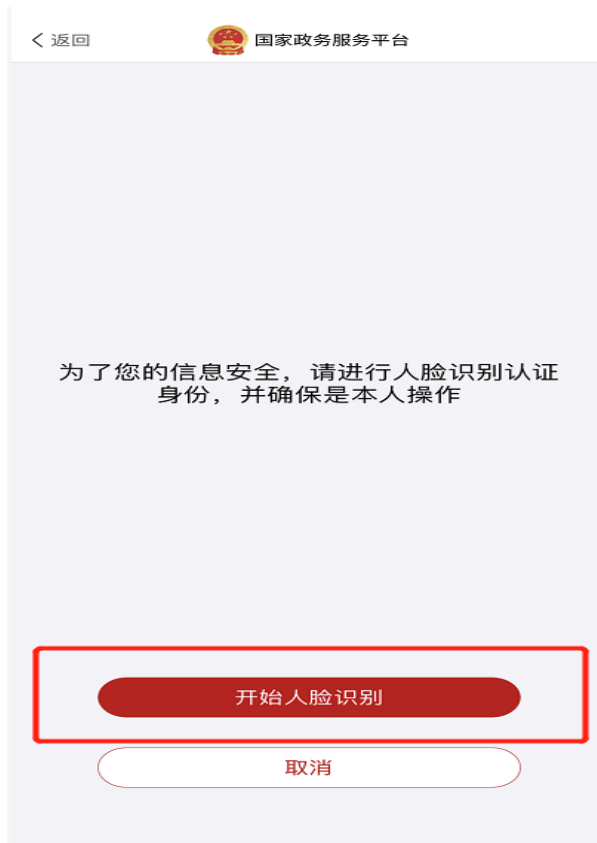 返回
国家政务服务平台
为了您的信息安全，请进行人脸识别认证
身份，并确保是本人操作
开始人脸识别
取消